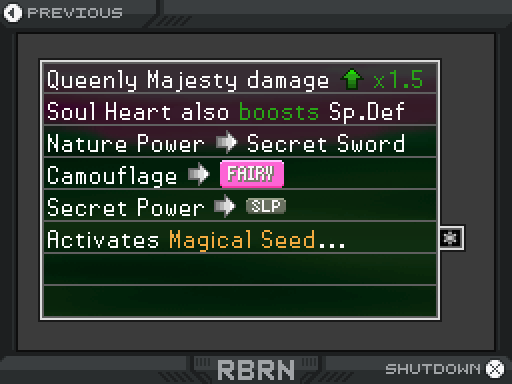 PREVIOUS
Queenly Majesty damage x1.5
Soul Heart also boosts Sp.Def
Nature Power Secret Sword
Camouflage FAIRY
Secret Power SLP
Activates Magical Seed...
RBRN
SHUTDOWN